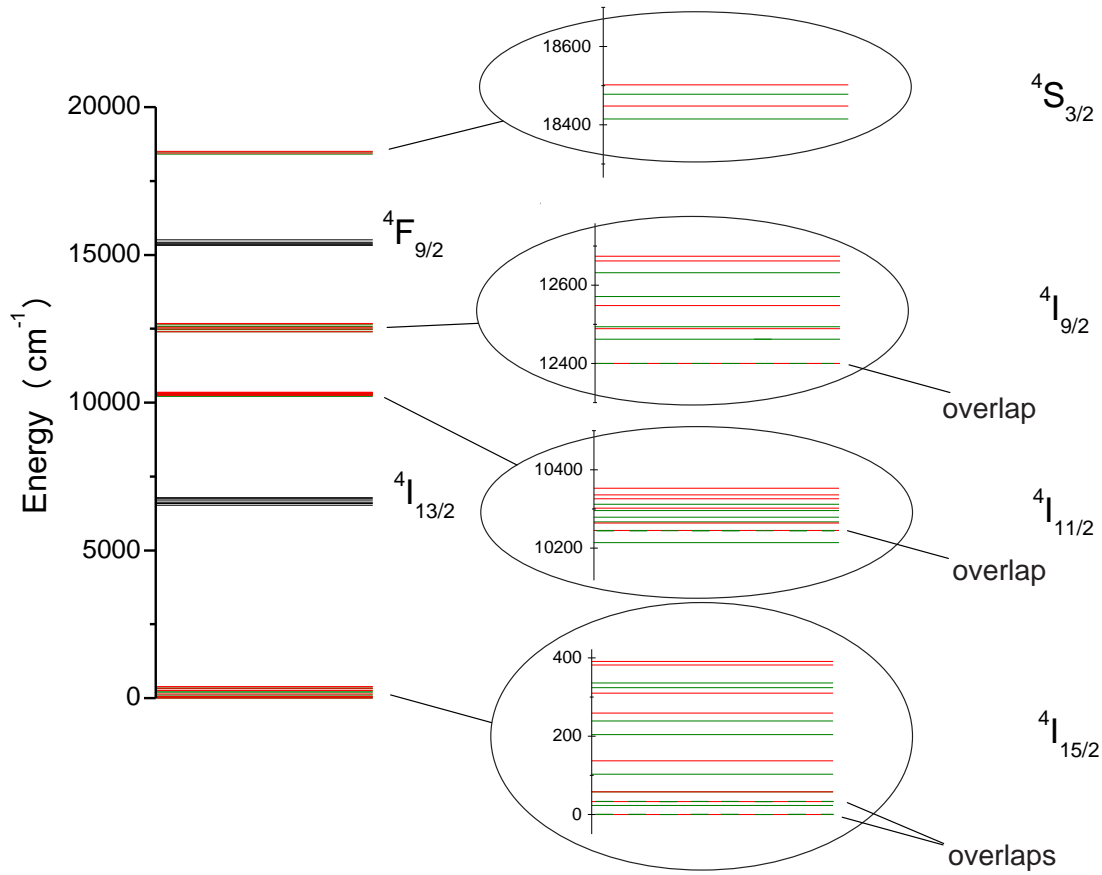 18600
18400
⁴S₃/₂
20000
15000
10000
5000
0
Energy ( cm⁻¹)
⁴F₉/₂
12600
12400
⁴I₉/₂
overlap
⁴I₁₃/₂
10400
10200
⁴I₁₁/₂
overlap
400
200
0
⁴I₁₅/₂
overlaps